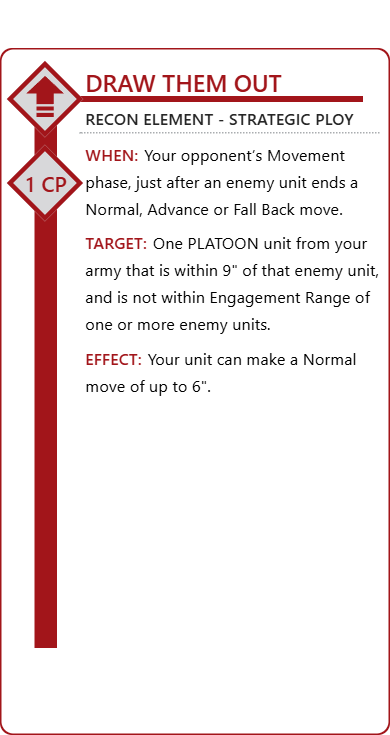 DRAW THEM OUT
RECON ELEMENT - STRATEGIC PLOY
1 CP
WHEN: Your opponent's Movement
phase, just after an enemy unit ends a
Normal, Advance or Fall Back move.
TARGET: One PLATOON unit from your
army that is within 9" of that enemy unit,
and is not within Engagement Range of
one or more enemy units.
EFFECT: Your unit can make a Normal
move of up to 6".